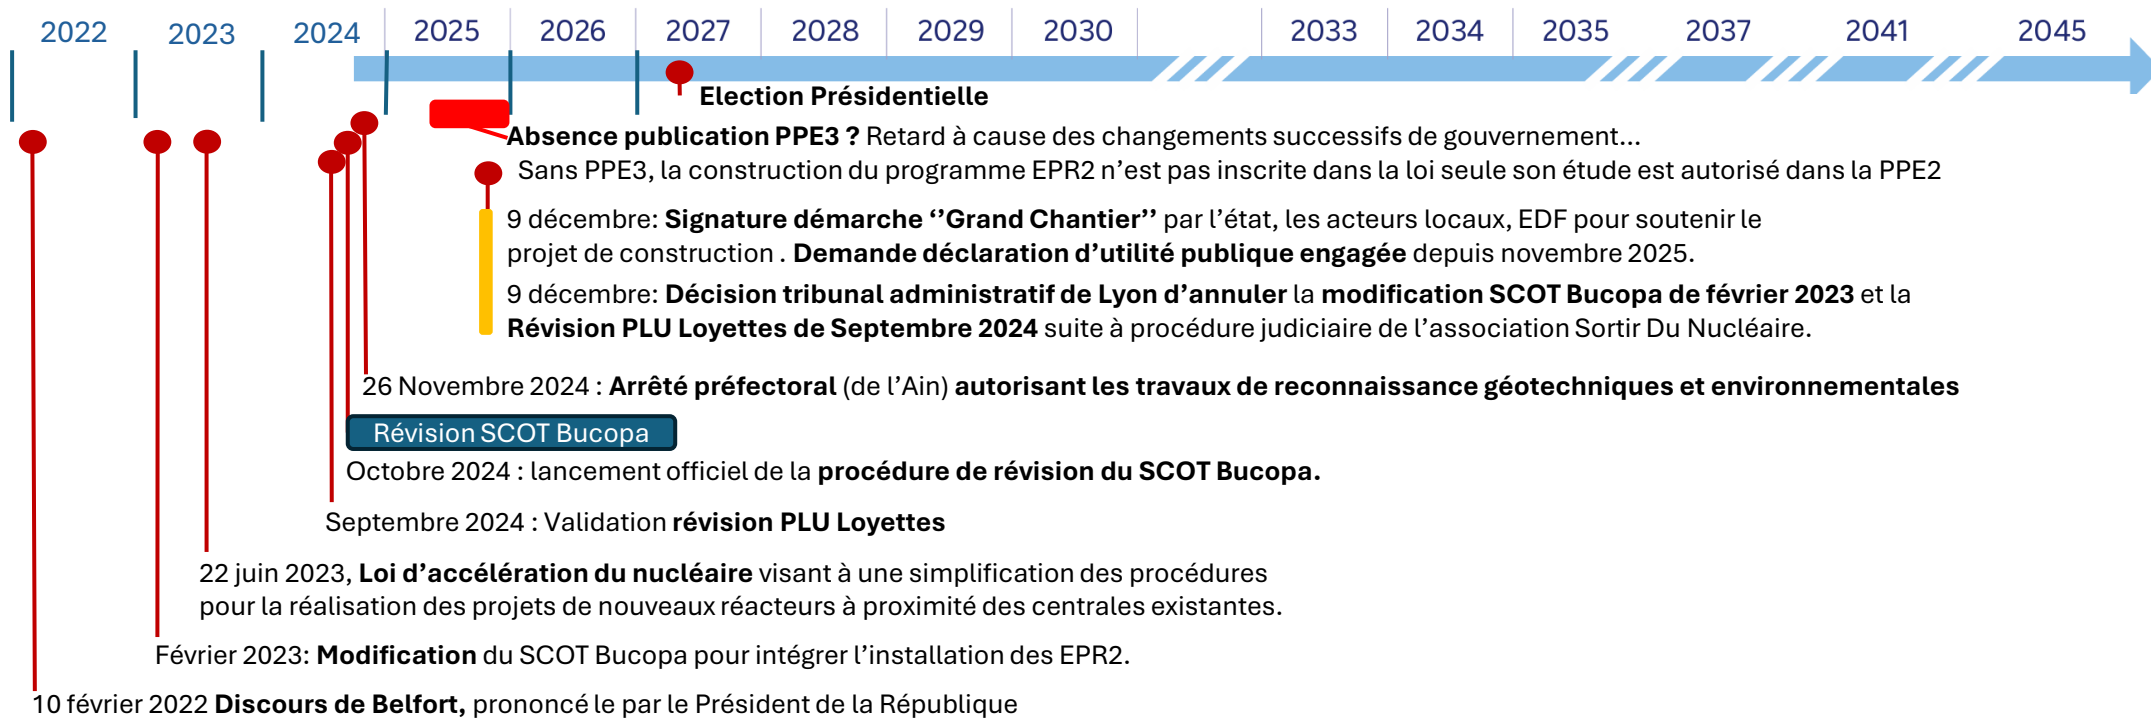 2022 2023 2024 2025 2026 2027 2028 2029 2030 2033 2034 2035 2037 2041 2045
Election Présidentielle
Absence publication PPE3 ? Retard à cause des changements successifs de gouvernement...
Sans PPE3, la construction du programme EPR2 n’est pas inscrite dans la loi seule son étude est autorisé dans la PPE2
9 décembre: Signature démarche ‘’Grand Chantier’’ par l’état, les acteurs locaux, EDF pour soutenir le
projet de construction . Demande déclaration d’utilité publique engagée depuis novembre 2025.
9 décembre: Décision tribunal administratif de Lyon d’annuler la modification SCOT Bucopa de février 2023 et la
Révision PLU Loyettes de Septembre 2024 suite à procédure judiciaire de l’association Sortir Du Nucléaire.
26 Novembre 2024 : Arrêté préfectoral (de l’Ain) autorisant les travaux de reconnaissance géotechniques et environnementales
Révision SCOT Bucopa
Octobre 2024 : lancement officiel de la procédure de révision du SCOT Bucopa.
Septembre 2024 : Validation révision PLU Loyettes
22 juin 2023, Loi d’accélération du nucléaire visant à une simplification des procédures
pour la réalisation des projets de nouveaux réacteurs à proximité des centrales existantes.
Février 2023: Modification du SCOT Bucopa pour intégrer l’installation des EPR2.
10 février 2022 Discours de Belfort, prononcé le par le Président de la République